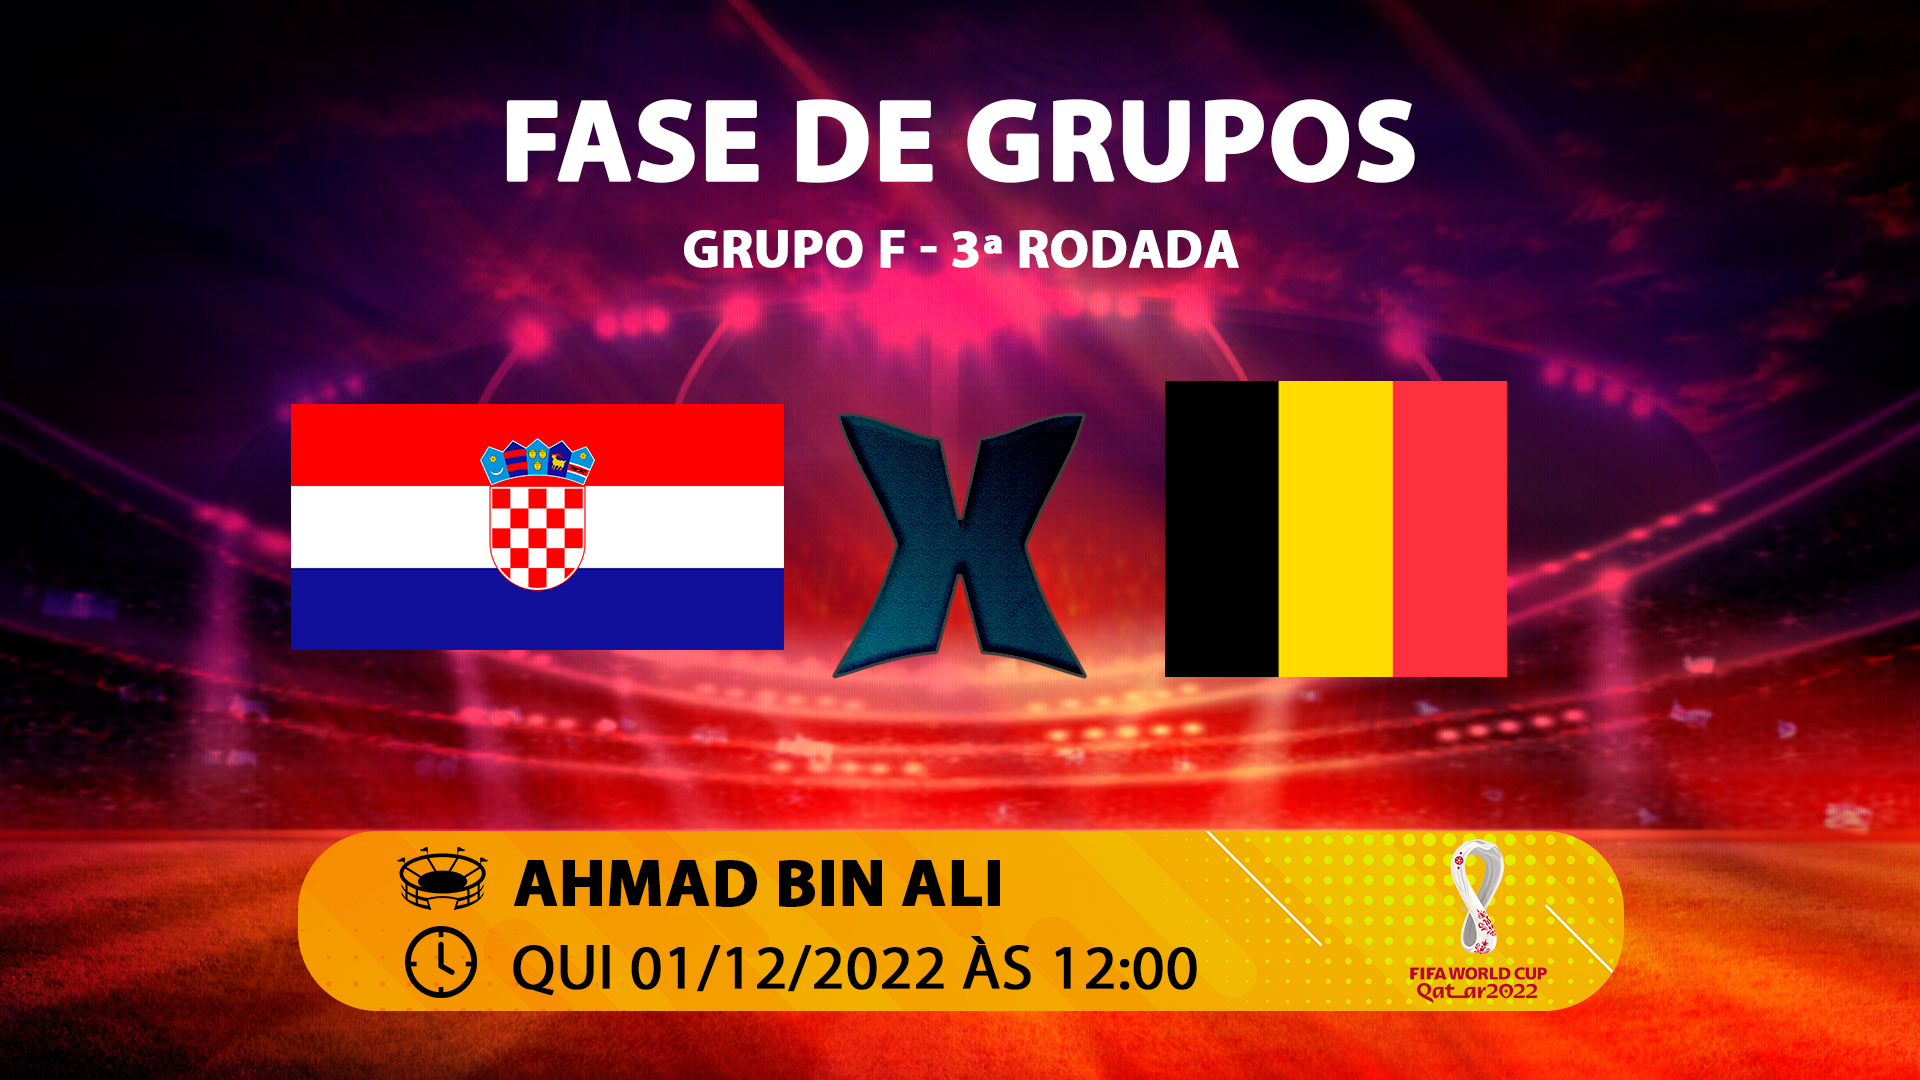 FASE DE GRUPOS
GRUPO F - 3ª RODADA
X
AHMAD BIN ALI
QUI 01/12/2022 ÀS 12:00
FIFA WORLD CUP
Qatar2022